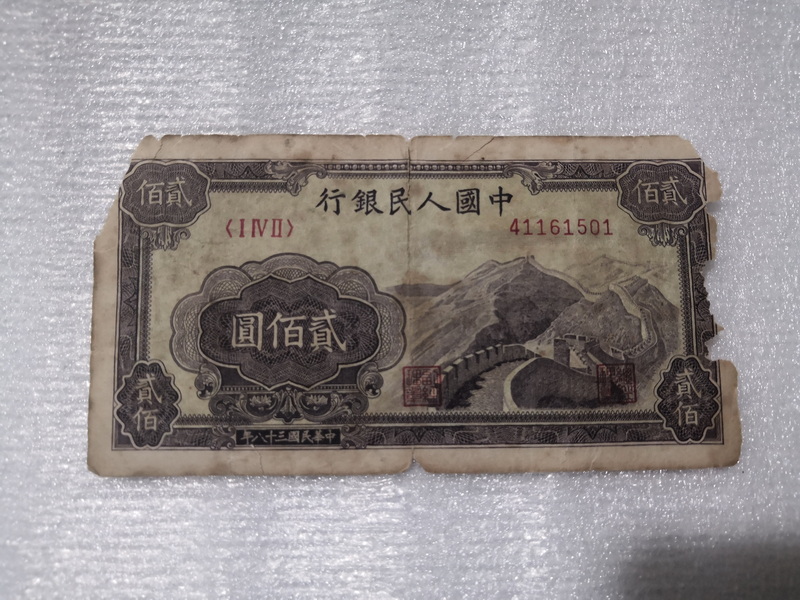 貳佰
貳佰
中國人民銀行
〈I IV II〉
41161501
貳佰圓
貳佰
貳佰
中華民國三十八年